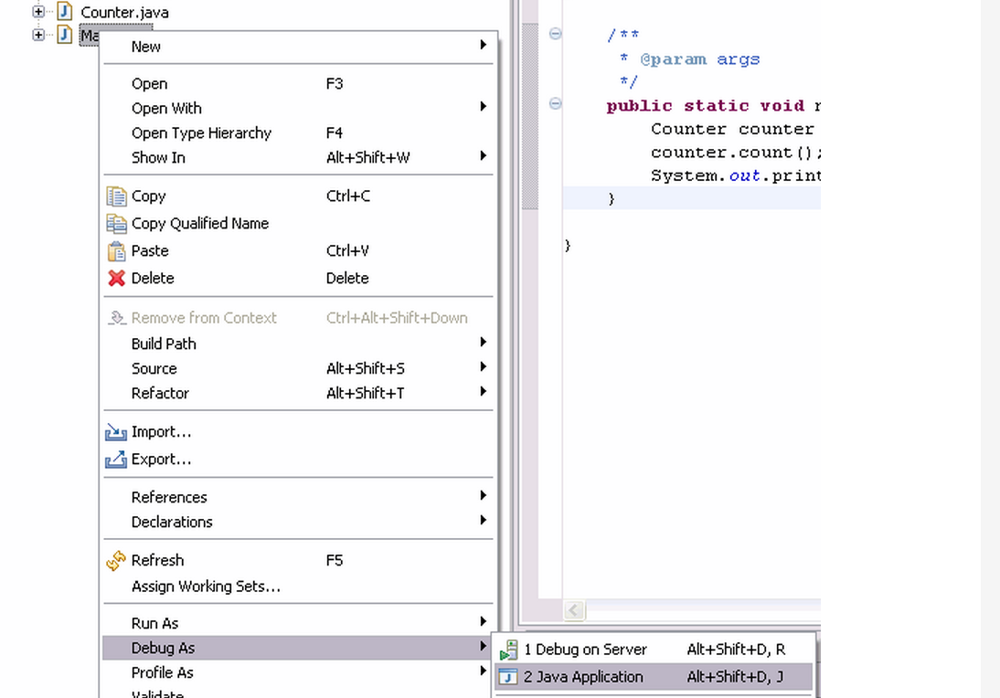 Counter.java
Ma
New
Open F3
Open With
Open Type Hierarchy F4
Show In Alt+Shift+W
Copy Ctrl+C
Copy Qualified Name
Paste Ctrl+V
Delete Delete
Remove from Context Ctrl+Alt+Shift+Down
Build Path
Source Alt+Shift+S
Refactor Alt+Shift+T
Import...
Export...
References
Declarations
Refresh F5
Assign Working Sets...
Run As
Debug As
Profile As
Validate
1 Debug on Server Alt+Shift+D, R
2 Java Application Alt+Shift+D, J
/**
* @param args
*/
public static void
Counter counter
counter.count();
System.out.print
}
}